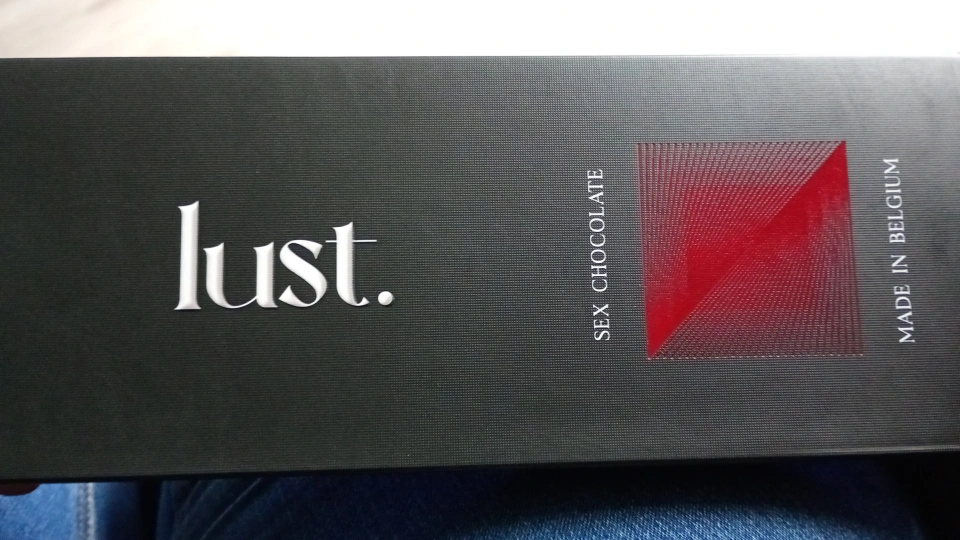 lust.
SEX CHOCOLATE
MADE IN BELGIUM